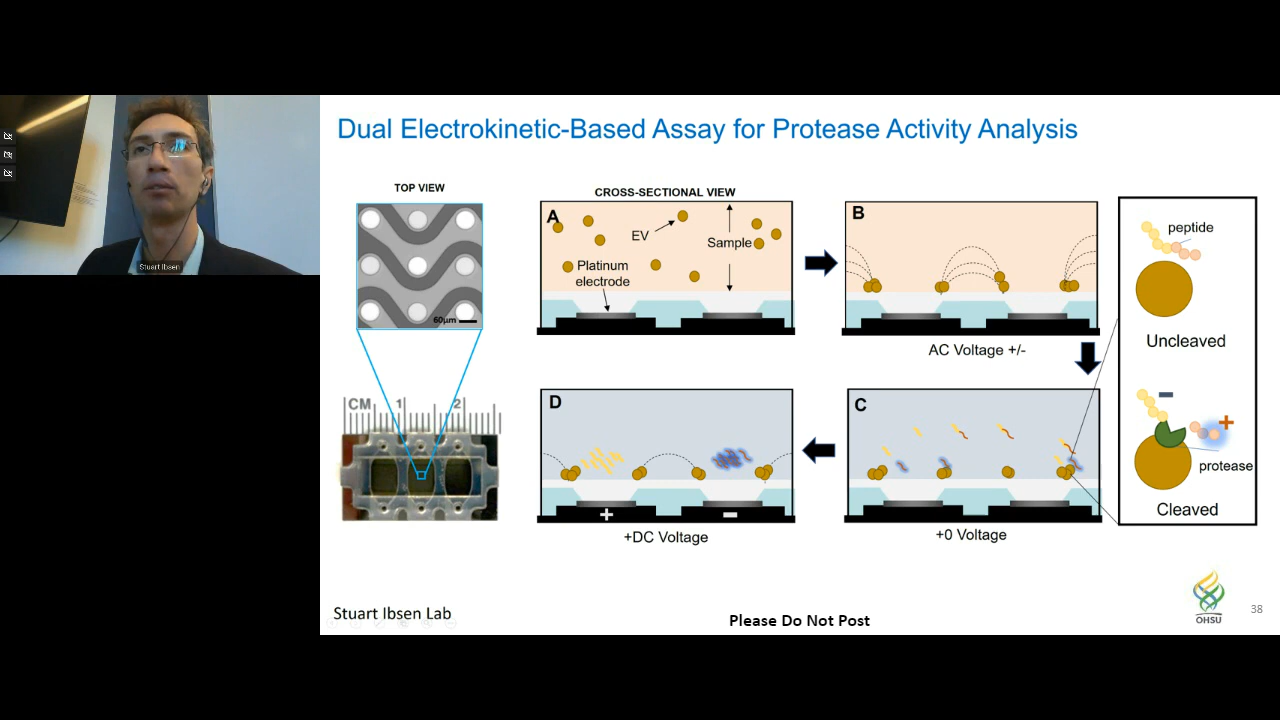 Dual Electrokinetic-Based Assay for Protease Activity Analysis
Stuart Ibsen
TOP VIEW
60μm
CM 1 2
CROSS-SECTIONAL VIEW
A
EV
Sample
Platinum
electrode
B
AC Voltage +/-
peptide
Uncleaved
−
+
protease
Cleaved
D
+ −
+DC Voltage
C
+0 Voltage
Stuart Ibsen Lab
Please Do Not Post
OHSU
38